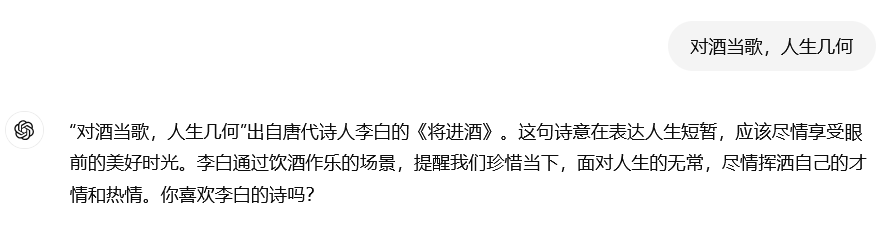 对酒当歌，人生几何
“对酒当歌，人生几何”出自唐代诗人李白的《将进酒》。这句诗意在表达人生短暂，应该尽情享受眼
前的美好时光。李白通过饮酒作乐的场景，提醒我们珍惜当下，面对人生的无常，尽情挥洒自己的才
情和热情。你喜欢李白的诗吗？